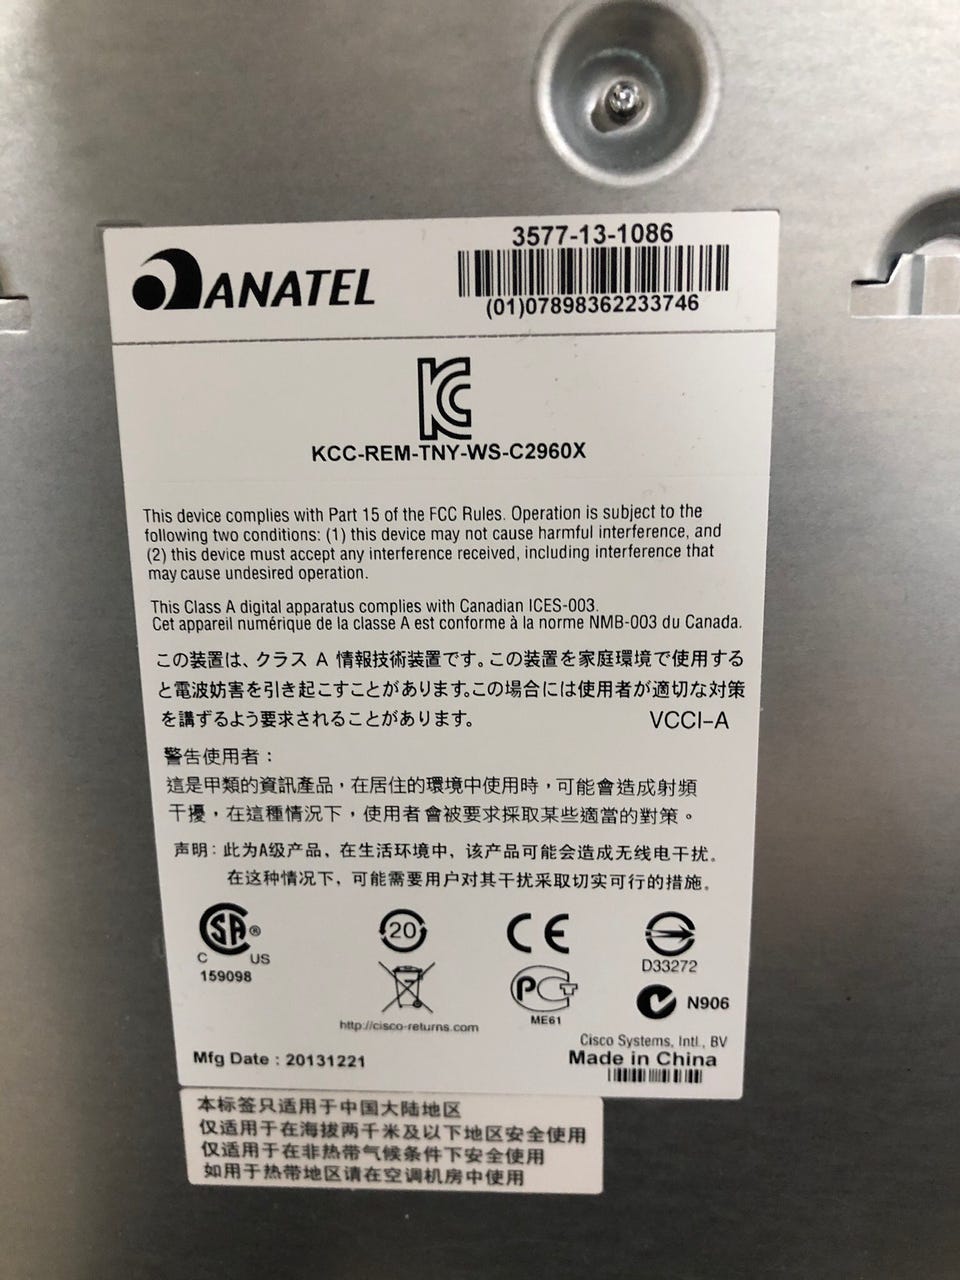 ANATEL
3577-13-1086
(01)07898362233746
KCC-REM-TNY-WS-C2960X
This device complies with Part 15 of the FCC Rules. Operation is subject to the
following two conditions: (1) this device may not cause harmful interference, and
(2) this device must accept any interference received, including interference that
may cause undesired operation.
This Class A digital apparatus complies with Canadian ICES-003.
Cet appareil numérique de la classe A est conforme à la norme NMB-003 du Canada.
この装置は、クラス A 情報技術装置です。この装置を家庭環境で使用する
と電波妨害を引き起こすことがあります。この場合には使用者が適切な対策
を講ずるよう要求されることがあります。 VCCI-A
警告使用者：
這是甲類的資訊產品，在居住的環境中使用時，可能會造成射頻
干擾，在這種情況下，使用者會被要求採取某些適當的對策。
声明：此为A级产品，在生活环境中，该产品可能会造成无线电干扰。
在这种情况下，可能需要用户对其干扰采取切实可行的措施。
SA ®
C US
159098
20
http://cisco-returns.com
CE
PCT
ME61
D33272
N906
Cisco Systems, Intl., BV
Mfg Date : 20131221
Made in China
本标签只适用于中国大陆地区
仅适用于在海拔两千米及以下地区安全使用
仅适用于在非热带气候条件下安全使用
如用于热带地区请在空调机房中使用